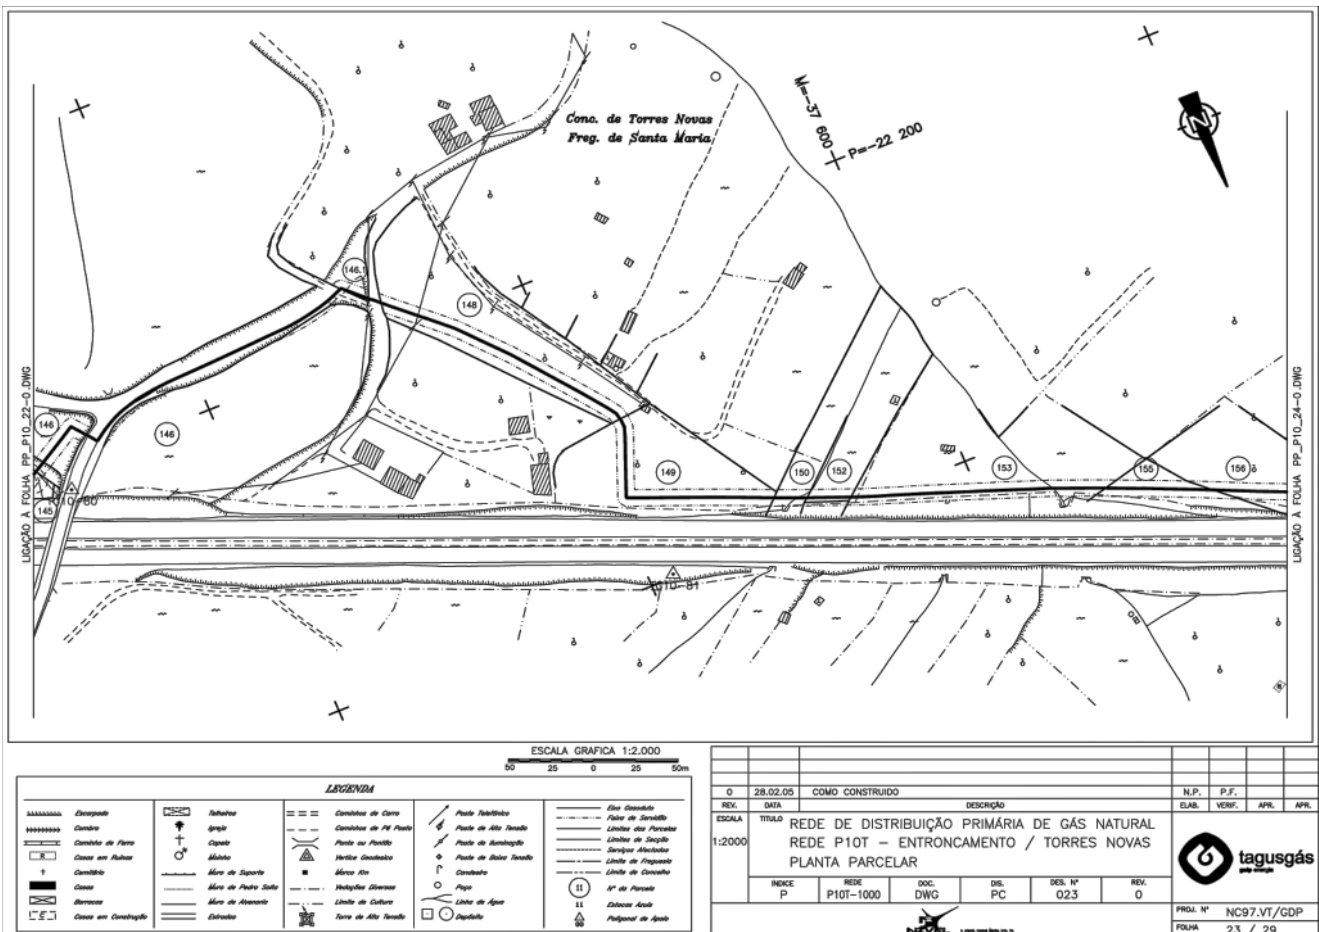 Conc. de Torres Novas
Freg. de Santa Maria
M=-37 600
P=-22 200
N
146.1
148
146
146
145
149
150
152
153
155
156
LIGAÇÃO À FOLHA PP_P10_22-0.DWG
LIGAÇÃO À FOLHA PP_P10_24-0.DWG
ESCALA GRAFICA 1:2.000
50 25 0 25 50m
LEGENDA
Escarpado
Combro
Caminho de Ferro
Casas em Ruínas
Cemitério
Casas
Barracas
Casas em Construção
Telheiros
Igreja
Capela
Moinho
Muro de Suporte
Muro de Pedra Solta
Muro de Alvenaria
Estradas
Caminhos de Carro
Caminhos de Pé Posto
Ponte ou Pontão
Vertice Geodesico
Marco Km
Vedações Diversas
Limite de Cultura
Torre de Alta Tensão
Poste Telefónico
Poste de Alta Tensão
Poste de Iluminação
Poste de Baixa Tensão
Candeeiro
Poço
Linha de Água
Depósito
Eixo Gasoduto
Faixa de Servidão
Limites das Parcelas
Limites de Secção
Serviços Afectados
Limite de Freguesia
Limite de Concelho
11 Nº da Parcela
11 Estacas Azuis
Poligonal de Apoio
0 28.02.05 COMO CONSTRUIDO N.P. P.F.
REV. DATA DESCRIÇÃO ELAB. VERIF. APR. APR.
ESCALA
1:2000
TITULO
REDE DE DISTRIBUIÇÃO PRIMÁRIA DE GÁS NATURAL
REDE P10T - ENTRONCAMENTO / TORRES NOVAS
PLANTA PARCELAR
INDICE REDE DOC. DIS. DES. Nº REV.
P P10T-1000 DWG PC 023 0
tagusgás
galp energia
PROJ. Nº NC97.VT/GDP
FOLHA 23 / 29